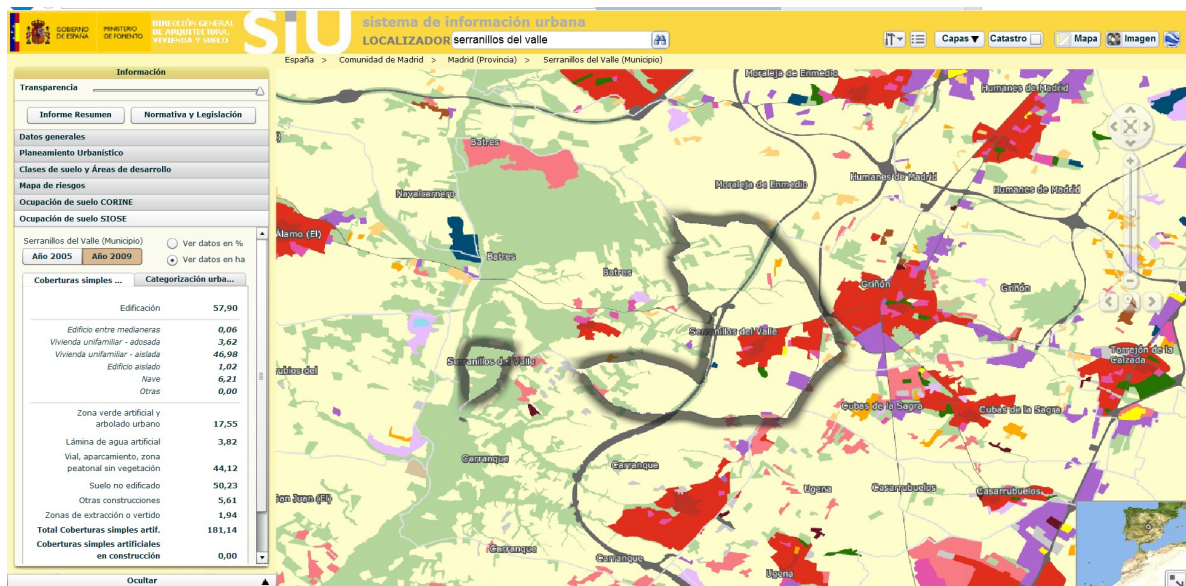 GOBIERNO DE ESPAÑA
MINISTERIO DE FOMENTO
DIRECCIÓN GENERAL DE ARQUITECTURA, VIVIENDA Y SUELO
SIU
sistema de información urbana
LOCALIZADOR serranillos del valle
Capas
Catastro
Mapa
Imagen
España > Comunidad de Madrid > Madrid (Provincia) > Serranillos del Valle (Municipio)
Información
Transparencia
Informe Resumen
Normativa y Legislación
Datos generales
Planeamiento Urbanístico
Clases de suelo y Áreas de desarrollo
Mapa de riesgos
Ocupación de suelo CORINE
Ocupación de suelo SIOSE
Serranillos del Valle (Municipio)
Ver datos en %
Año 2005
Año 2009
Ver datos en ha
Coberturas simples ...
Categorización urba...
Edificación 57,90
Edificio entre medianeras 0,06
Vivienda unifamiliar - adosada 3,62
Vivienda unifamiliar - aislada 46,98
Edificio aislado 1,02
Nave 6,21
Otras 0,00
Zona verde artificial y
arbolado urbano 17,55
Lámina de agua artificial 3,82
Vial, aparcamiento, zona
peatonal sin vegetación 44,12
Suelo no edificado 50,23
Otras construcciones 5,61
Zonas de extracción o vertido 1,94
Total Coberturas simples artif. 181,14
Coberturas simples artificiales
en construcción 0,00
Ocultar
Moraleja de Enmedio
Humanes de Madrid
Batres
Navalcarnero
Moraleja de Enmedio
Humanes de Madrid
Humanes de Madrid
Álamo (El)
Batres
Batres
Griñón
Griñón
Serranillos del Valle
Serranillos del Valle
Torrejón de la
Calzada
Cubas de la Sagra
Cubas de la Sagra
Carranque
Carranque
Ugena
Casarrubuelos
Casarrubuelos
Carranque
Carranque
Ugena